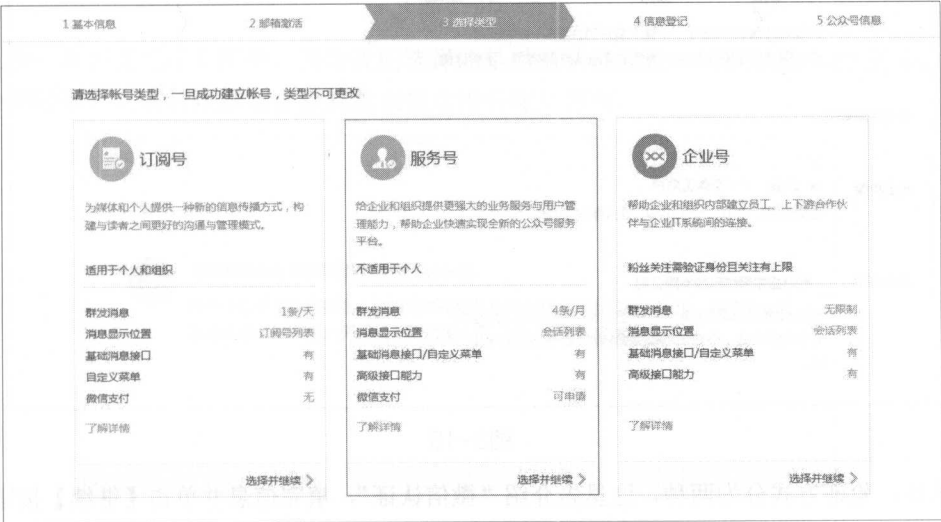 1 基本信息
2 邮箱激活
3 选择类型
4 信息登记
5 公众号信息
请选择帐号类型，一旦成功建立帐号，类型不可更改
订阅号
为媒体和个人提供一种新的信息传播方式，构
建与读者之间更好的沟通与管理模式。
适用于个人和组织
群发消息 1条/天
消息显示位置 订阅号列表
基础消息接口 有
自定义菜单 有
微信支付 无
了解详情
选择并继续
服务号
给企业和组织提供更强大的业务服务与用户管
理能力，帮助企业快速实现全新的公众号服务
平台。
不适用于个人
群发消息 4条/月
消息显示位置 会话列表
基础消息接口/自定义菜单 有
高级接口能力 有
微信支付 可申请
了解详情
选择并继续
企业号
帮助企业和组织内部建立员工、上下游合作伙
伴与企业IT系统间的连接。
粉丝关注需验证身份且关注有上限
群发消息 无限制
消息显示位置 会话列表
基础消息接口/自定义菜单 有
高级接口能力 有
了解详情
选择并继续